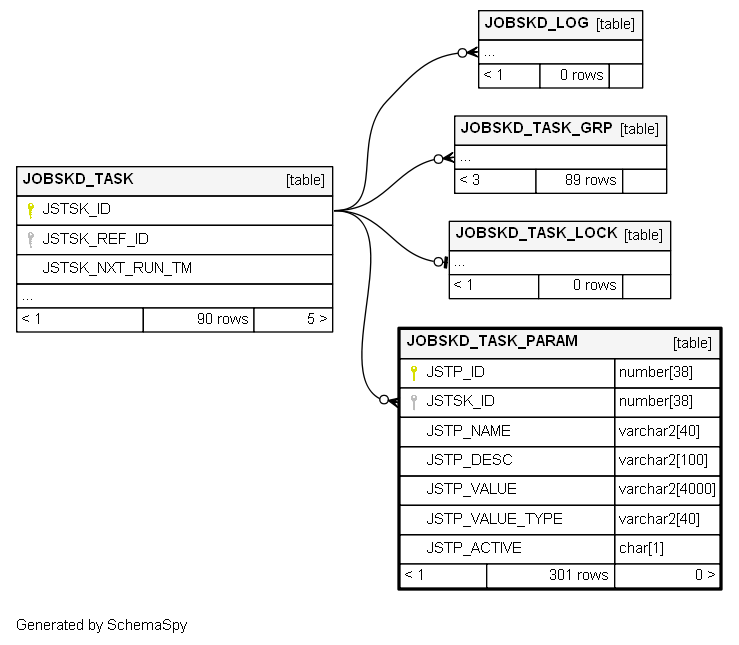 JOBSKD_LOG [table]
...
< 1 0 rows
JOBSKD_TASK_GRP [table]
...
< 3 89 rows
JOBSKD_TASK [table]
JSTSK_ID
JSTSK_REF_ID
JSTSK_NXT_RUN_TM
...
< 1 90 rows 5 >
JOBSKD_TASK_LOCK [table]
...
< 1 0 rows
JOBSKD_TASK_PARAM [table]
JSTP_ID number[38]
JSTSK_ID number[38]
JSTP_NAME varchar2[40]
JSTP_DESC varchar2[100]
JSTP_VALUE varchar2[4000]
JSTP_VALUE_TYPE varchar2[40]
JSTP_ACTIVE char[1]
< 1 301 rows 0 >
Generated by SchemaSpy